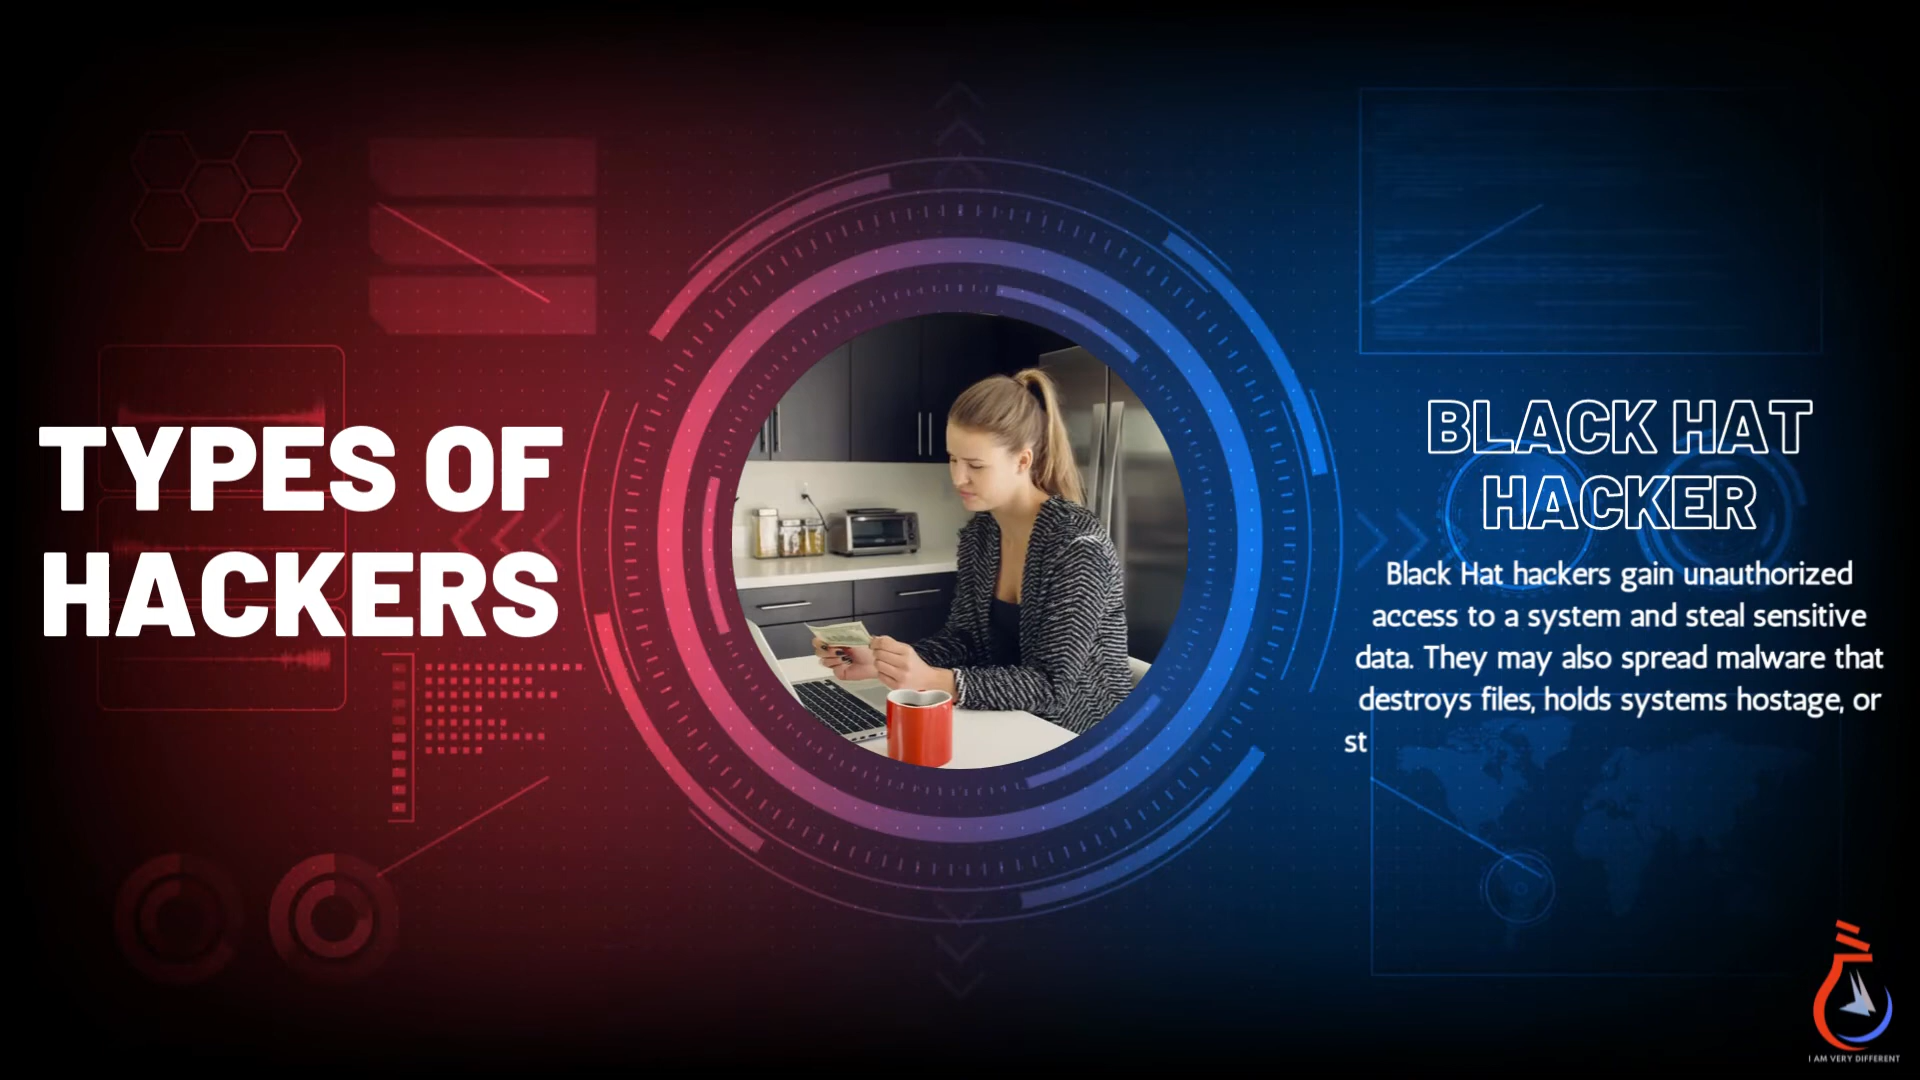 TYPES OF
HACKERS
BLACK HAT
HACKER
Black Hat hackers gain unauthorized
access to a system and steal sensitive
data. They may also spread malware that
destroys files, holds systems hostage, or
st
I AM VERY DIFFERENT